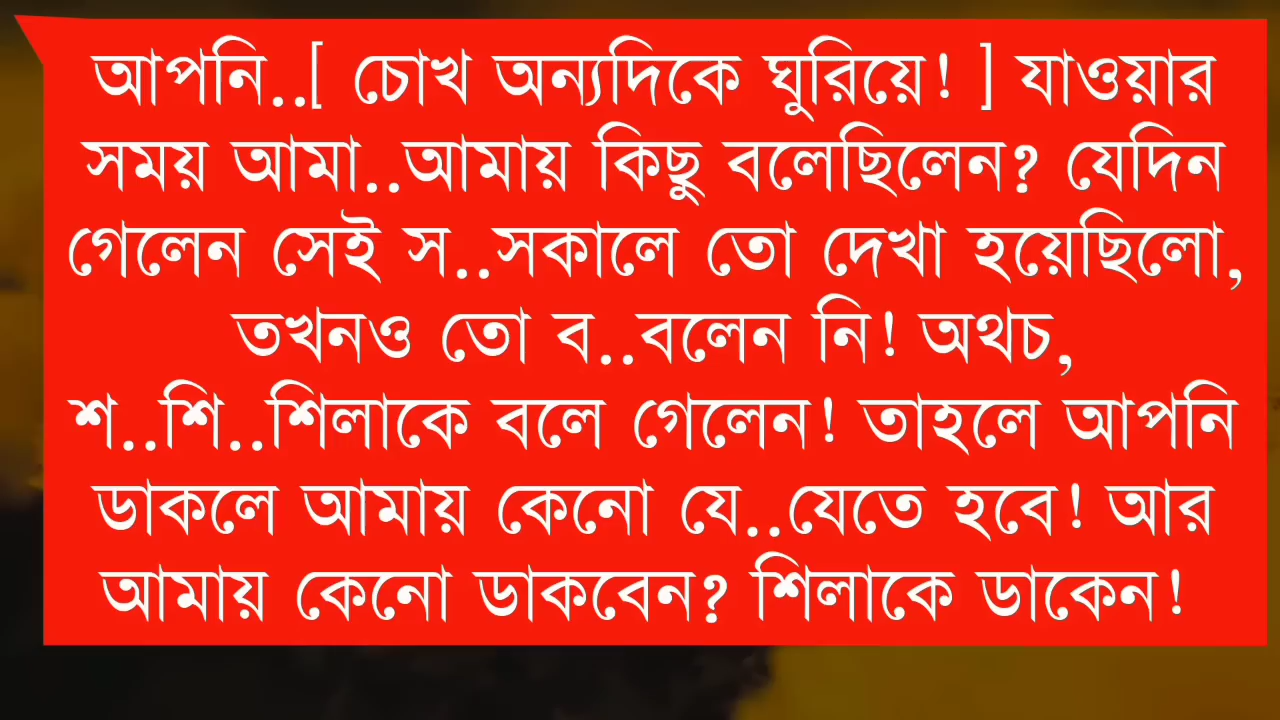 আপনি..[ চোখ অন্যদিকে ঘুরিয়ে! ] যাওয়ার
সময় আমা..আমায় কিছু বলেছিলেন? যেদিন
গেলেন সেই স..সকালে তো দেখা হয়েছিলো,
তখনও তো ব..বলেন নি! অথচ,
শ..শি..শিলাকে বলে গেলেন! তাহলে আপনি
ডাকলে আমায় কেনো যে..যেতে হবে! আর
আমায় কেনো ডাকবেন? শিলাকে ডাকেন!